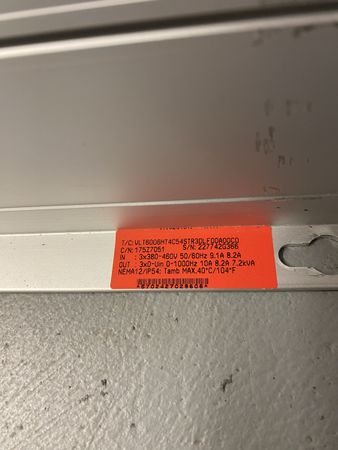 T/C:VLT6008HT4C54STR3DLF00A00C0
C/N:175Z7051 S/N:227742G366
IN : 3x380-460V 50/60Hz 9.1A 8.2A
OUT : 3x0-Uin 0-1000Hz 10A 8.2A 7.2kVA
NEMA12/IP54: Tamb MAX.40°C/104°F